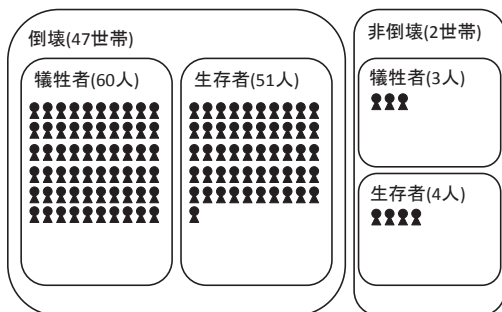 倒壊(47世帯)
犠牲者(60人)
生存者(51人)
非倒壊(2世帯)
犠牲者(3人)
生存者(4人)